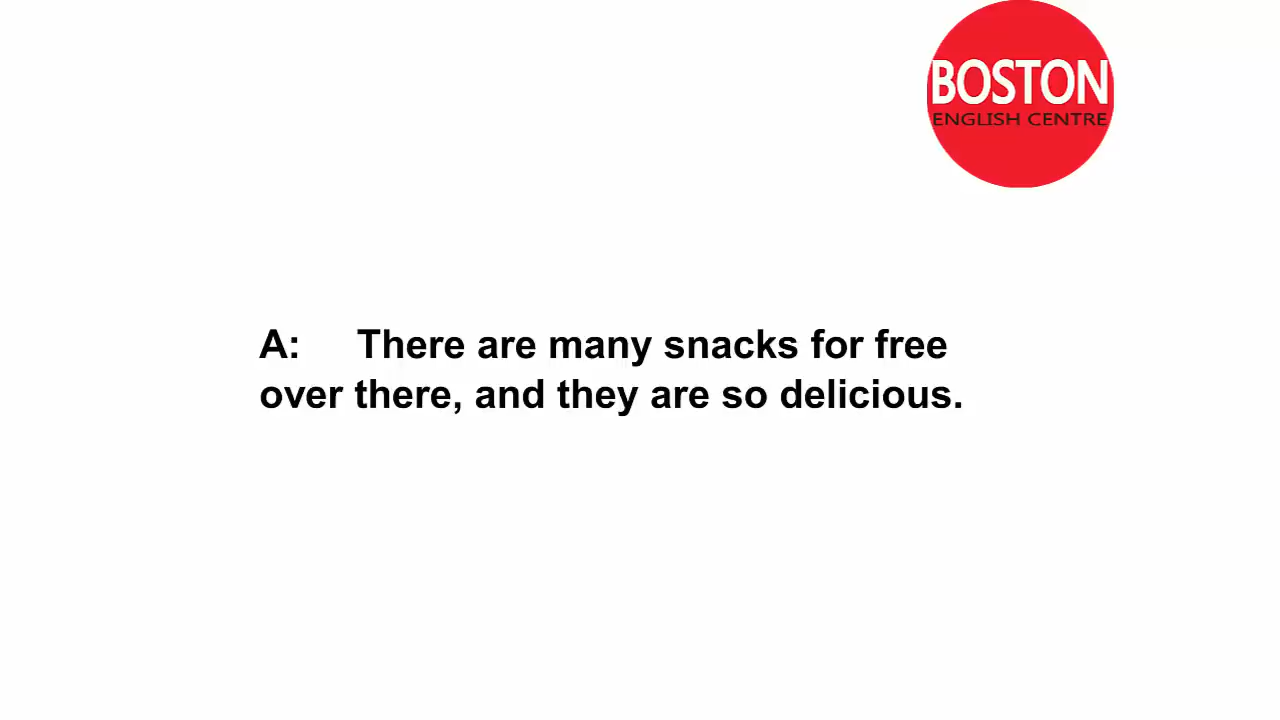 BOSTON
ENGLISH CENTRE
A: There are many snacks for free
over there, and they are so delicious.